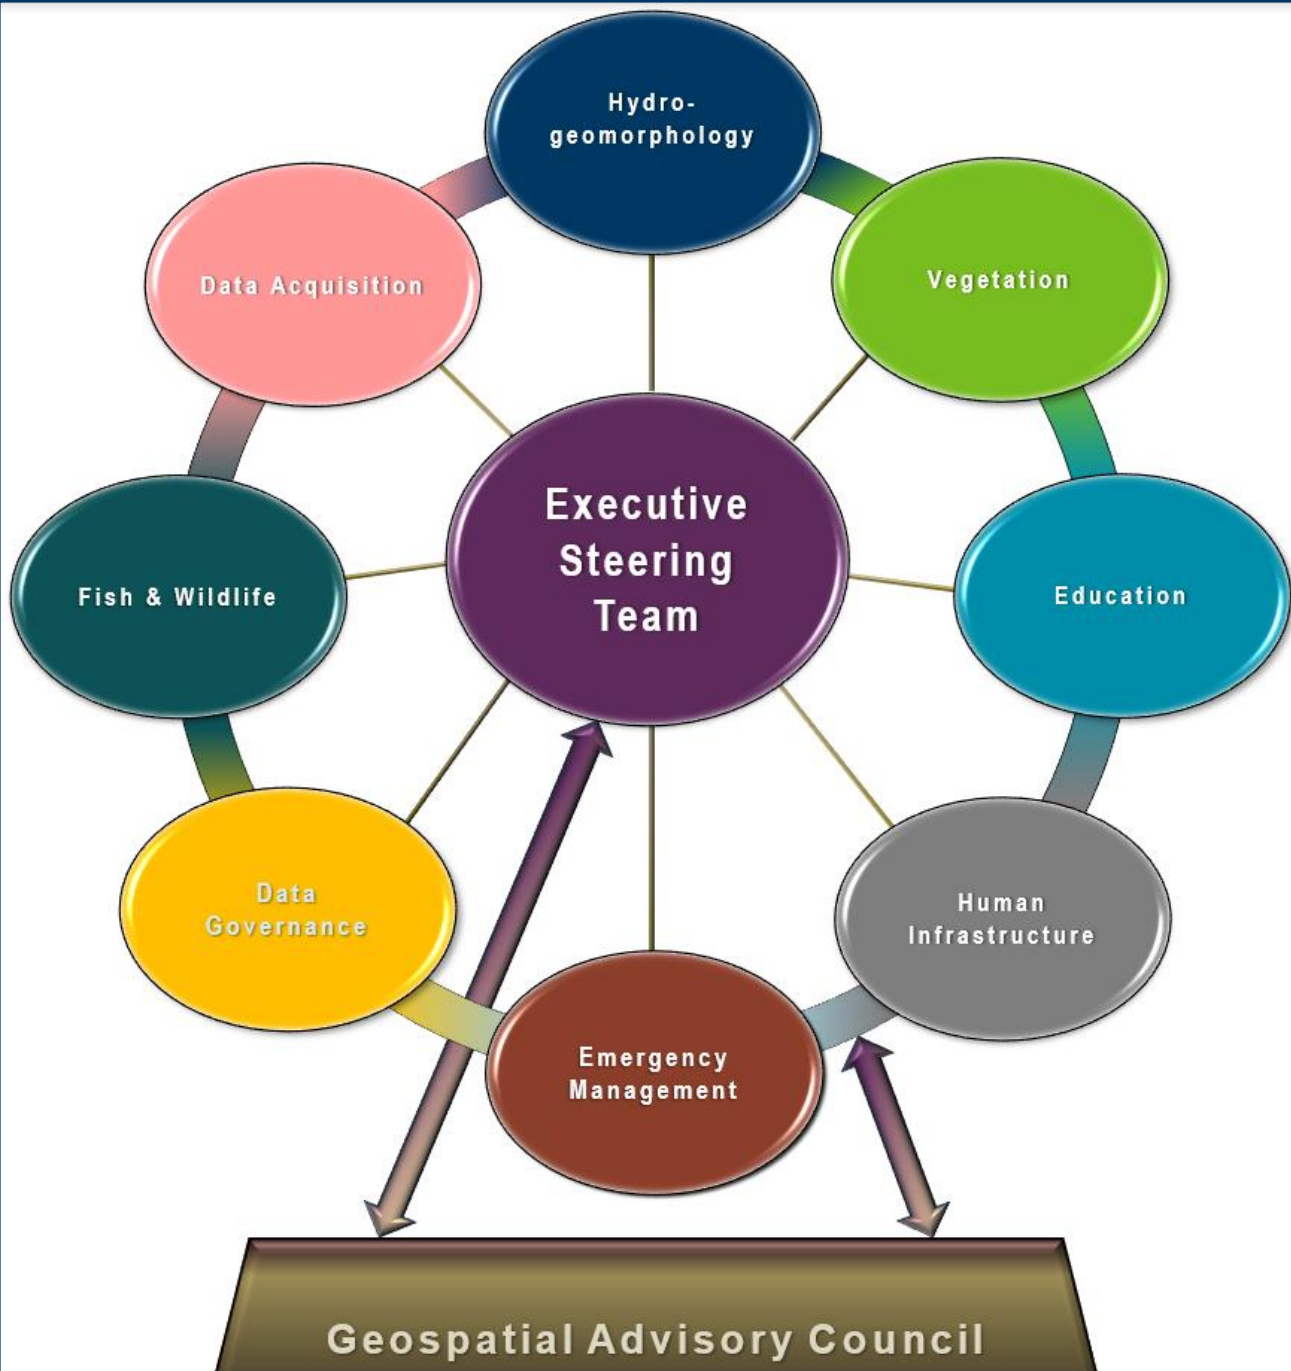 Hydro-
geomorphology
Data Acquisition
Vegetation
Executive
Steering
Team
Fish & Wildlife
Education
Data
Governance
Human
Infrastructure
Emergency
Management
Geospatial Advisory Council